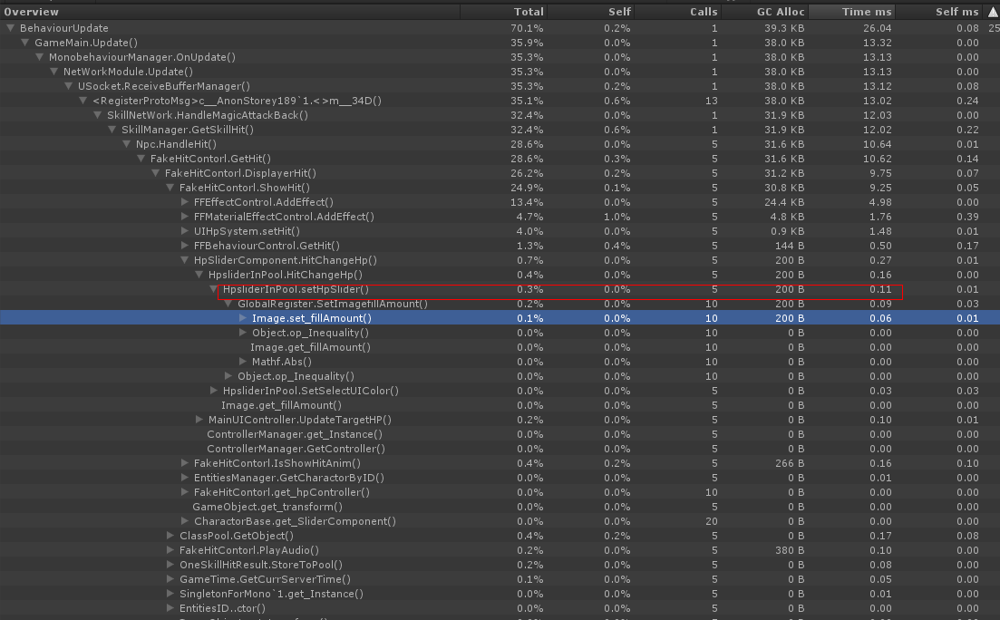 Overview Total Self Calls GC Alloc Time ms Self ms
BehaviourUpdate 70.1% 0.2% 1 39.3 KB 26.04 0.08 25
GameMain.Update() 35.9% 0.0% 1 38.0 KB 13.32 0.00
MonobehaviourManager.OnUpdate() 35.3% 0.0% 1 38.0 KB 13.13 0.00
NetWorkModule.Update() 35.3% 0.0% 1 38.0 KB 13.13 0.00
USocket.ReceiveBufferManager() 35.3% 0.2% 1 38.0 KB 13.12 0.08
<RegisterProtoMsg>c__AnonStorey189`1.<>m__34D() 35.1% 0.6% 13 38.0 KB 13.02 0.24
SkillNetWork.HandleMagicAttackBack() 32.4% 0.0% 1 31.9 KB 12.03 0.00
SkillManager.GetSkillHit() 32.4% 0.6% 1 31.9 KB 12.02 0.22
Npc.HandleHit() 28.6% 0.0% 5 31.6 KB 10.64 0.01
FakeHitContorl.GetHit() 28.6% 0.3% 5 31.6 KB 10.62 0.14
FakeHitContorl.DisplayerHit() 26.2% 0.2% 5 31.2 KB 9.75 0.07
FakeHitContorl.ShowHit() 24.9% 0.1% 5 30.8 KB 9.25 0.05
FFEffectControl.AddEffect() 13.4% 0.0% 5 24.4 KB 4.98 0.00
FFMaterialEffectControl.AddEffect() 4.7% 1.0% 5 4.8 KB 1.76 0.39
UIHpSystem.setHit() 4.0% 0.0% 5 0.9 KB 1.48 0.01
FFBehaviourControl.GetHit() 1.3% 0.4% 5 144 B 0.50 0.17
HpSliderComponent.HitChangeHp() 0.7% 0.0% 5 200 B 0.27 0.01
HpsliderInPool.HitChangeHp() 0.4% 0.0% 5 200 B 0.16 0.00
HpsliderInPool.setHpSlider() 0.3% 0.0% 5 200 B 0.11 0.01
GlobalRegister.SetImagefillAmount() 0.2% 0.0% 10 200 B 0.09 0.03
Image.set_fillAmount() 0.1% 0.0% 10 200 B 0.06 0.01
Object.op_Inequality() 0.0% 0.0% 10 0 B 0.00 0.00
Image.get_fillAmount() 0.0% 0.0% 10 0 B 0.00 0.00
Mathf.Abs() 0.0% 0.0% 10 0 B 0.00 0.00
Object.op_Inequality() 0.0% 0.0% 10 0 B 0.00 0.00
HpsliderInPool.SetSelectUIColor() 0.0% 0.0% 5 0 B 0.03 0.03
Image.get_fillAmount() 0.0% 0.0% 5 0 B 0.00 0.00
MainUIController.UpdateTargetHP() 0.2% 0.0% 5 0 B 0.10 0.01
ControllerManager.get_Instance() 0.0% 0.0% 5 0 B 0.00 0.00
ControllerManager.GetController() 0.0% 0.0% 5 0 B 0.00 0.00
FakeHitContorl.IsShowHitAnim() 0.4% 0.2% 5 266 B 0.16 0.10
EntitiesManager.GetCharactorByID() 0.0% 0.0% 5 0 B 0.01 0.00
FakeHitContorl.get_hpController() 0.0% 0.0% 10 0 B 0.00 0.00
GameObject.get_transform() 0.0% 0.0% 5 0 B 0.00 0.00
CharactorBase.get_SliderComponent() 0.0% 0.0% 20 0 B 0.00 0.00
ClassPool.GetObject() 0.4% 0.2% 5 0 B 0.17 0.08
FakeHitContorl.PlayAudio() 0.2% 0.0% 5 380 B 0.10 0.00
OneSkillHitResult.StoreToPool() 0.2% 0.0% 5 0 B 0.08 0.00
GameTime.GetCurrServerTime() 0.1% 0.0% 5 0 B 0.05 0.00
SingletonForMono`1.get_Instance() 0.0% 0.0% 5 0 B 0.01 0.00
EntitiesID..ctor() 0.0% 0.0% 5 0 B 0.00 0.00